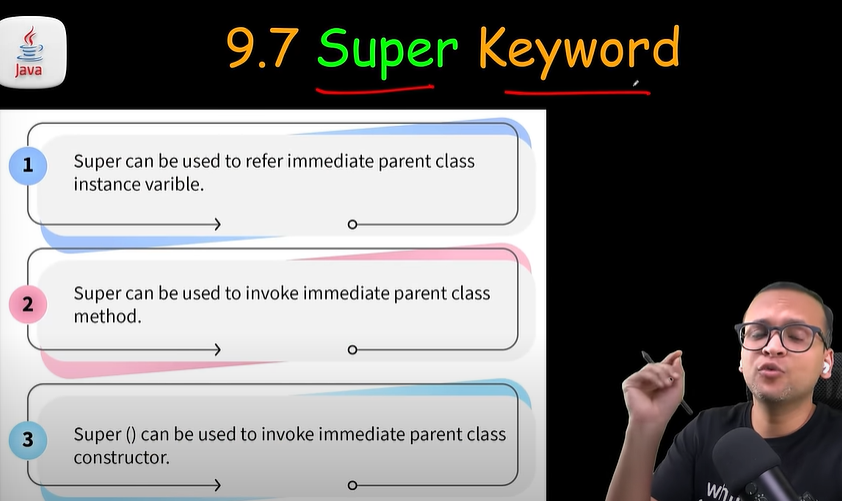 Java
9.7 Super Keyword
1
Super can be used to refer immediate parent class
instance varible.
2
Super can be used to invoke immediate parent class
method.
3
Super () can be used to invoke immediate parent class
constructor.